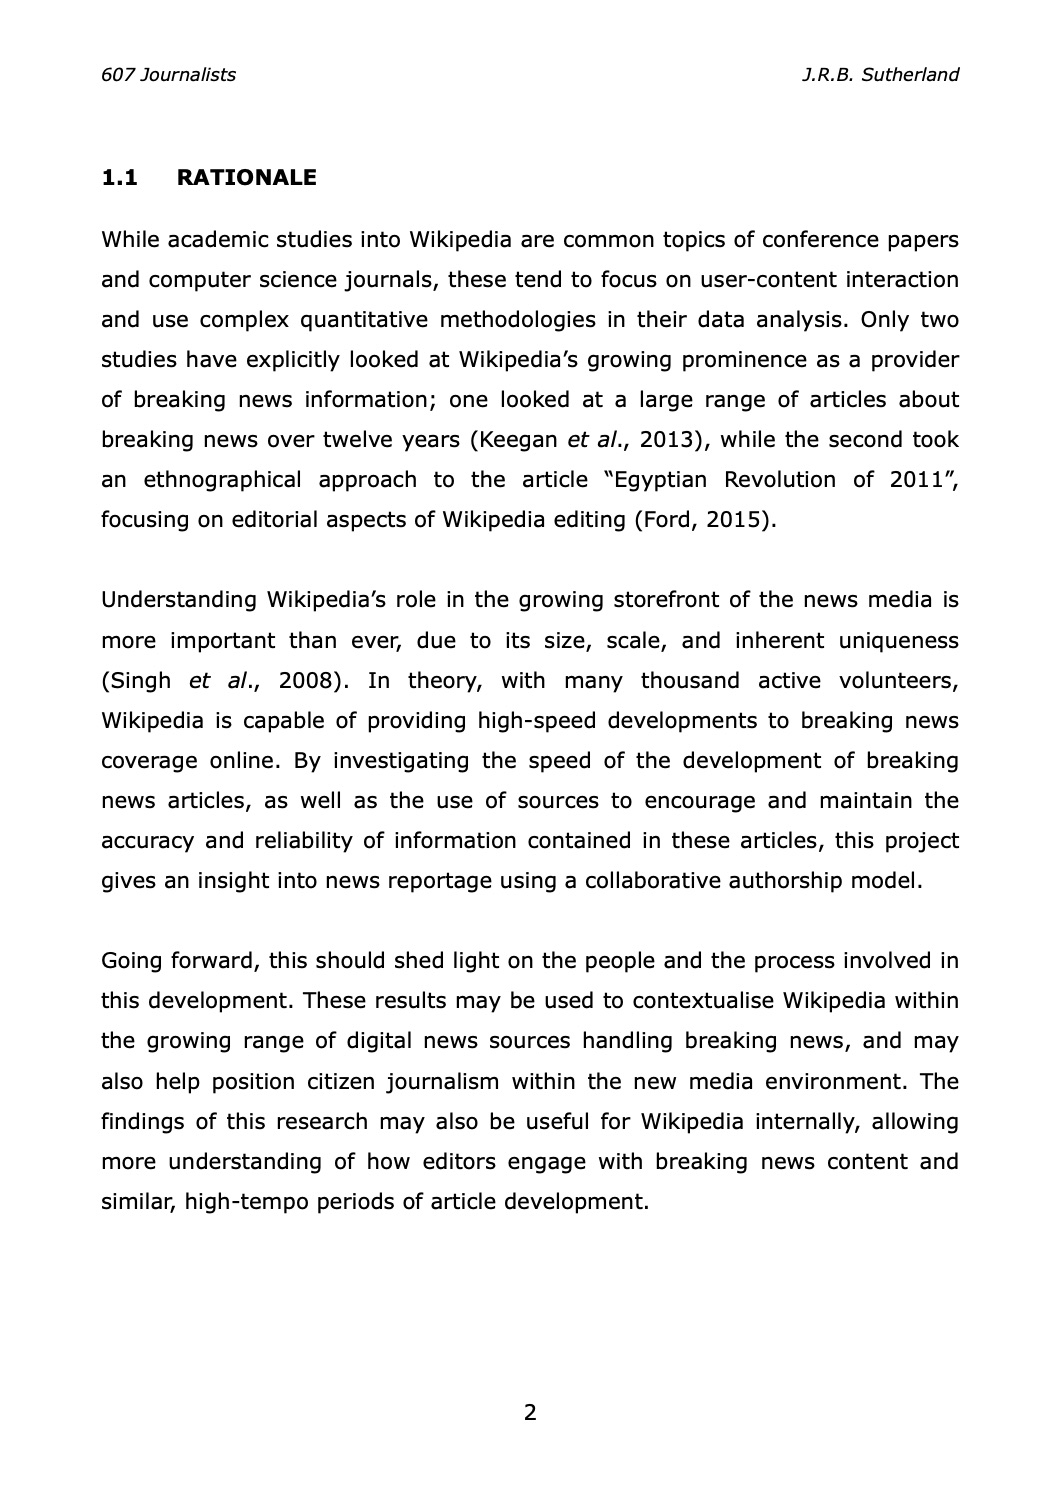 607 Journalists
J.R.B. Sutherland
1.1 RATIONALE
While academic studies into Wikipedia are common topics of conference papers
and computer science journals, these tend to focus on user-content interaction
and use complex quantitative methodologies in their data analysis. Only two
studies have explicitly looked at Wikipedia’s growing prominence as a provider
of breaking news information; one looked at a large range of articles about
breaking news over twelve years (Keegan et al., 2013), while the second took
an ethnographical approach to the article “Egyptian Revolution of 2011”,
focusing on editorial aspects of Wikipedia editing (Ford, 2015).
Understanding Wikipedia’s role in the growing storefront of the news media is
more important than ever, due to its size, scale, and inherent uniqueness
(Singh et al., 2008). In theory, with many thousand active volunteers,
Wikipedia is capable of providing high-speed developments to breaking news
coverage online. By investigating the speed of the development of breaking
news articles, as well as the use of sources to encourage and maintain the
accuracy and reliability of information contained in these articles, this project
gives an insight into news reportage using a collaborative authorship model.
Going forward, this should shed light on the people and the process involved in
this development. These results may be used to contextualise Wikipedia within
the growing range of digital news sources handling breaking news, and may
also help position citizen journalism within the new media environment. The
findings of this research may also be useful for Wikipedia internally, allowing
more understanding of how editors engage with breaking news content and
similar, high-tempo periods of article development.
2